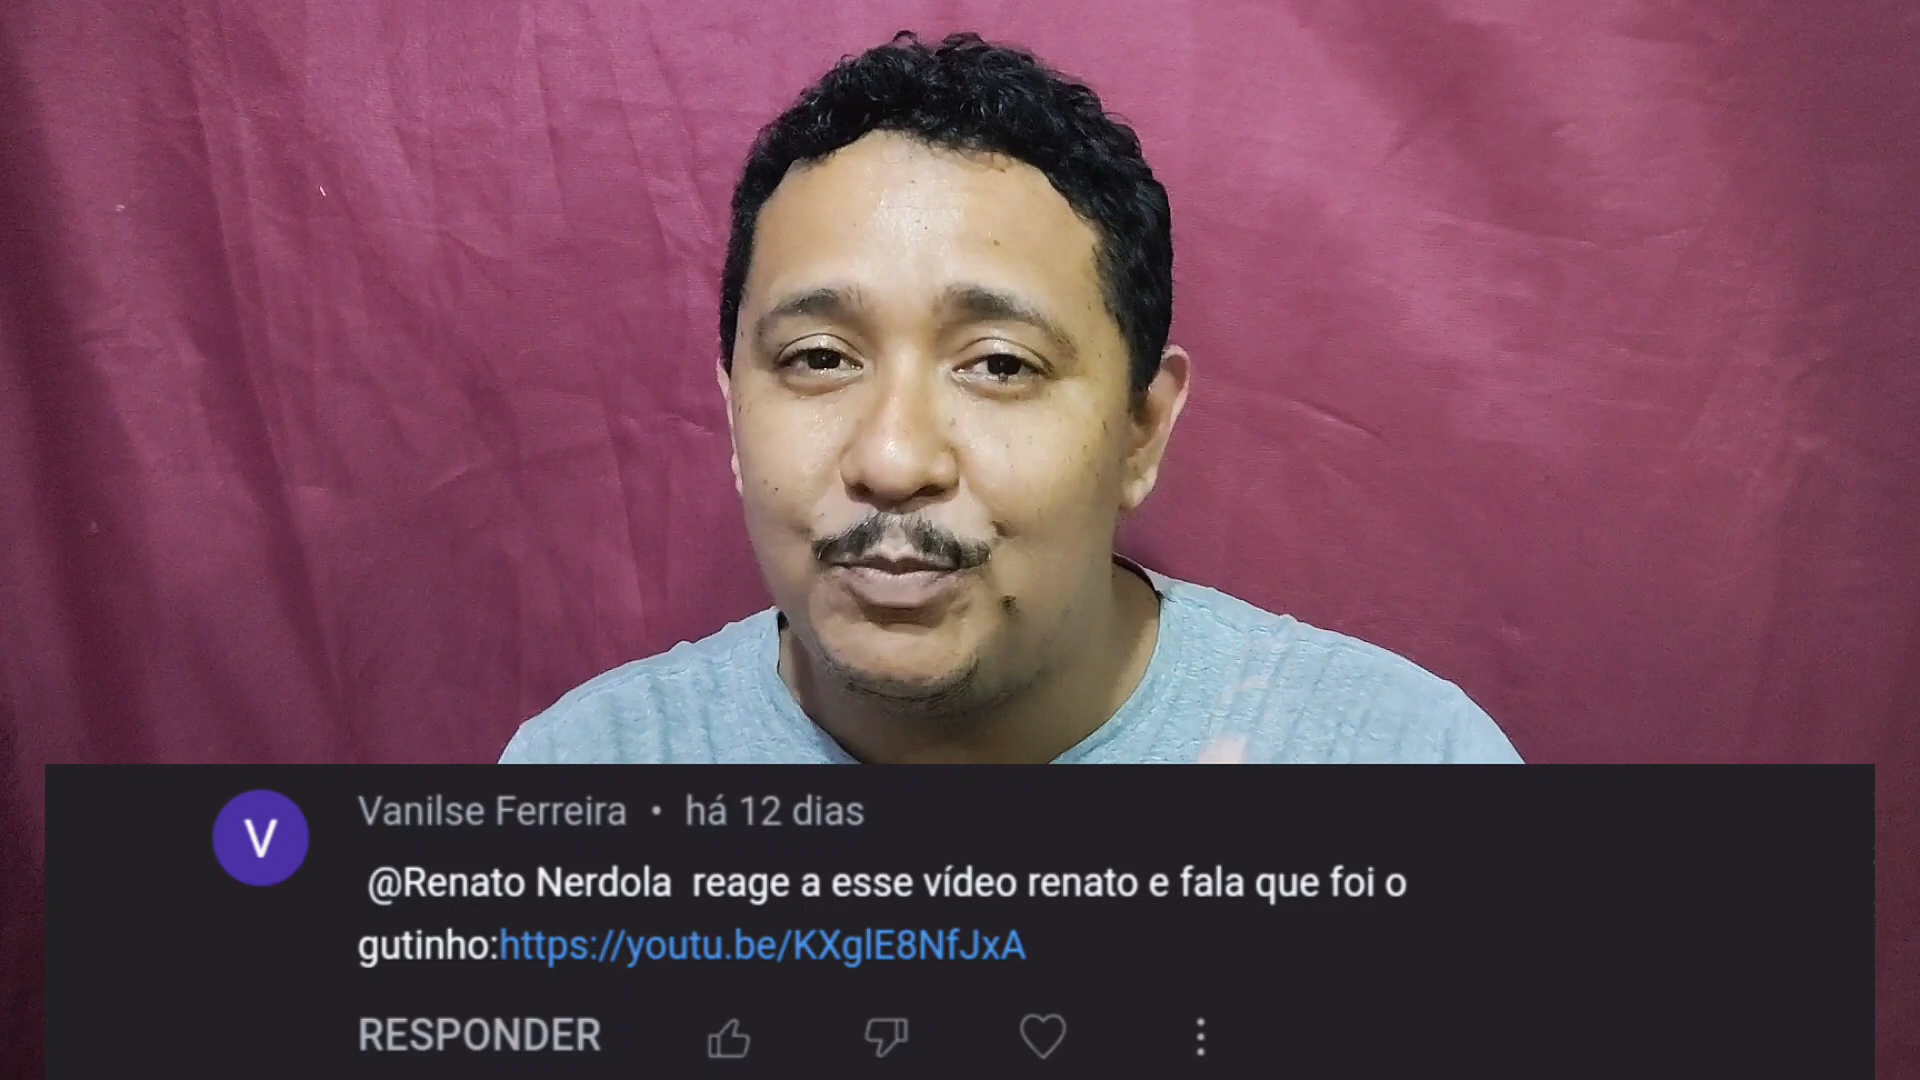 V
Vanilse Ferreira • há 12 dias
@Renato Nerdola reage a esse vídeo renato e fala que foi o
gutinho:https://youtu.be/KXglE8NfJxA
RESPONDER